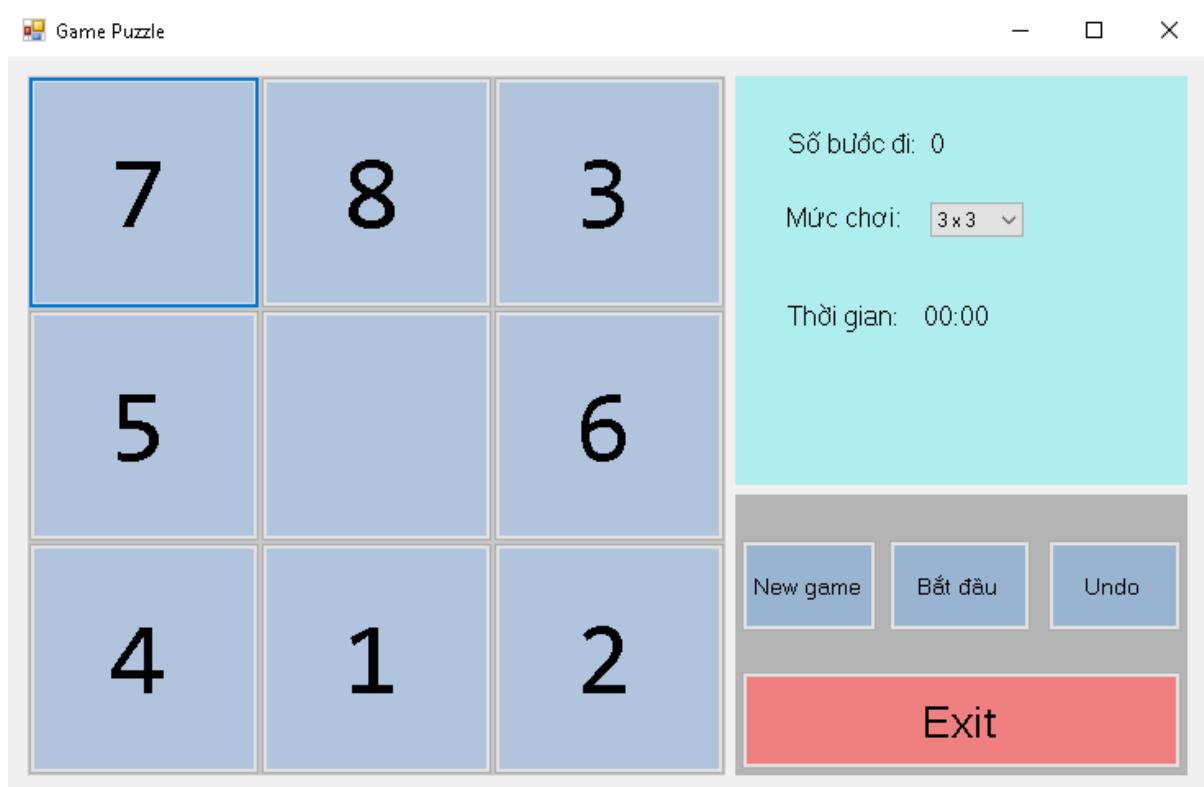 Game Puzzle
7 8 3
5 6
4 1 2
Số bước đi: 0
Mức chơi: 3 x 3
Thời gian: 00:00
New game Bắt đầu Undo
Exit